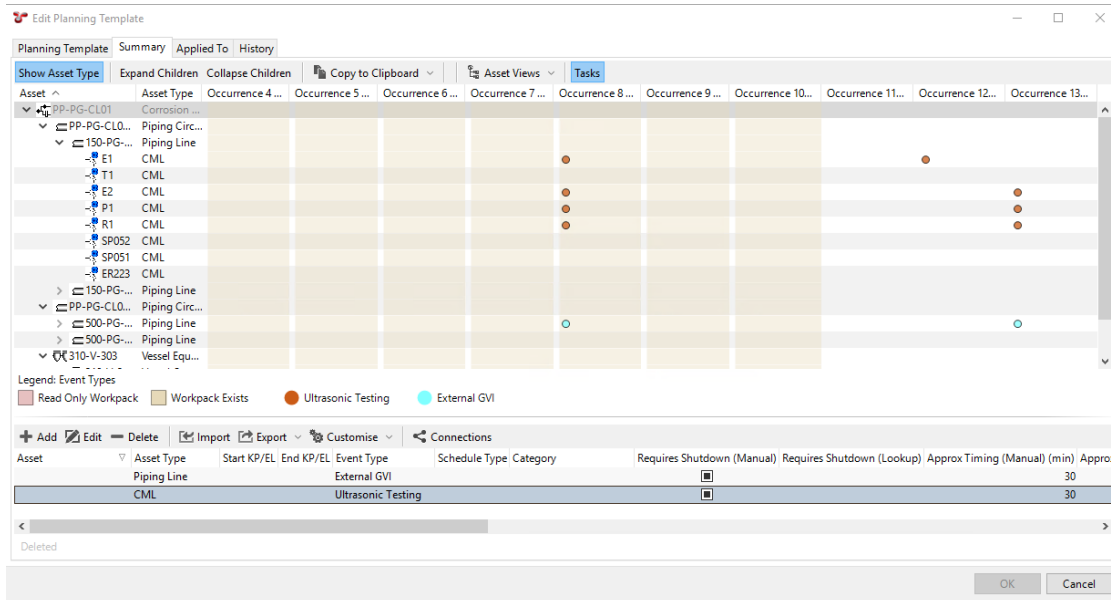 Edit Planning Template
Planning Template Summary Applied To History
Show Asset Type Expand Children Collapse Children Copy to Clipboard Asset Views Tasks
Asset Asset Type Occurrence 4 ... Occurrence 5 ... Occurrence 6 ... Occurrence 7 ... Occurrence 8 ... Occurrence 9 ... Occurrence 10... Occurrence 11... Occurrence 12... Occurrence 13...
PP-PG-CL01 Corrosion ...
PP-PG-CL0... Piping Circ...
150-PG-... Piping Line
E1 CML
T1 CML
E2 CML
P1 CML
R1 CML
SP052 CML
SP051 CML
ER223 CML
150-PG-... Piping Line
PP-PG-CL0... Piping Circ...
500-PG-... Piping Line
500-PG-... Piping Line
310-V-303 Vessel Equ...
Legend: Event Types
Read Only Workpack Workpack Exists Ultrasonic Testing External GVI
Add Edit Delete Import Export Customise Connections
Asset Asset Type Start KP/EL End KP/EL Event Type Schedule Type Category Requires Shutdown (Manual) Requires Shutdown (Lookup) Approx Timing (Manual) (min) Appro
Piping Line External GVI 30
CML Ultrasonic Testing 30
Deleted
OK Cancel